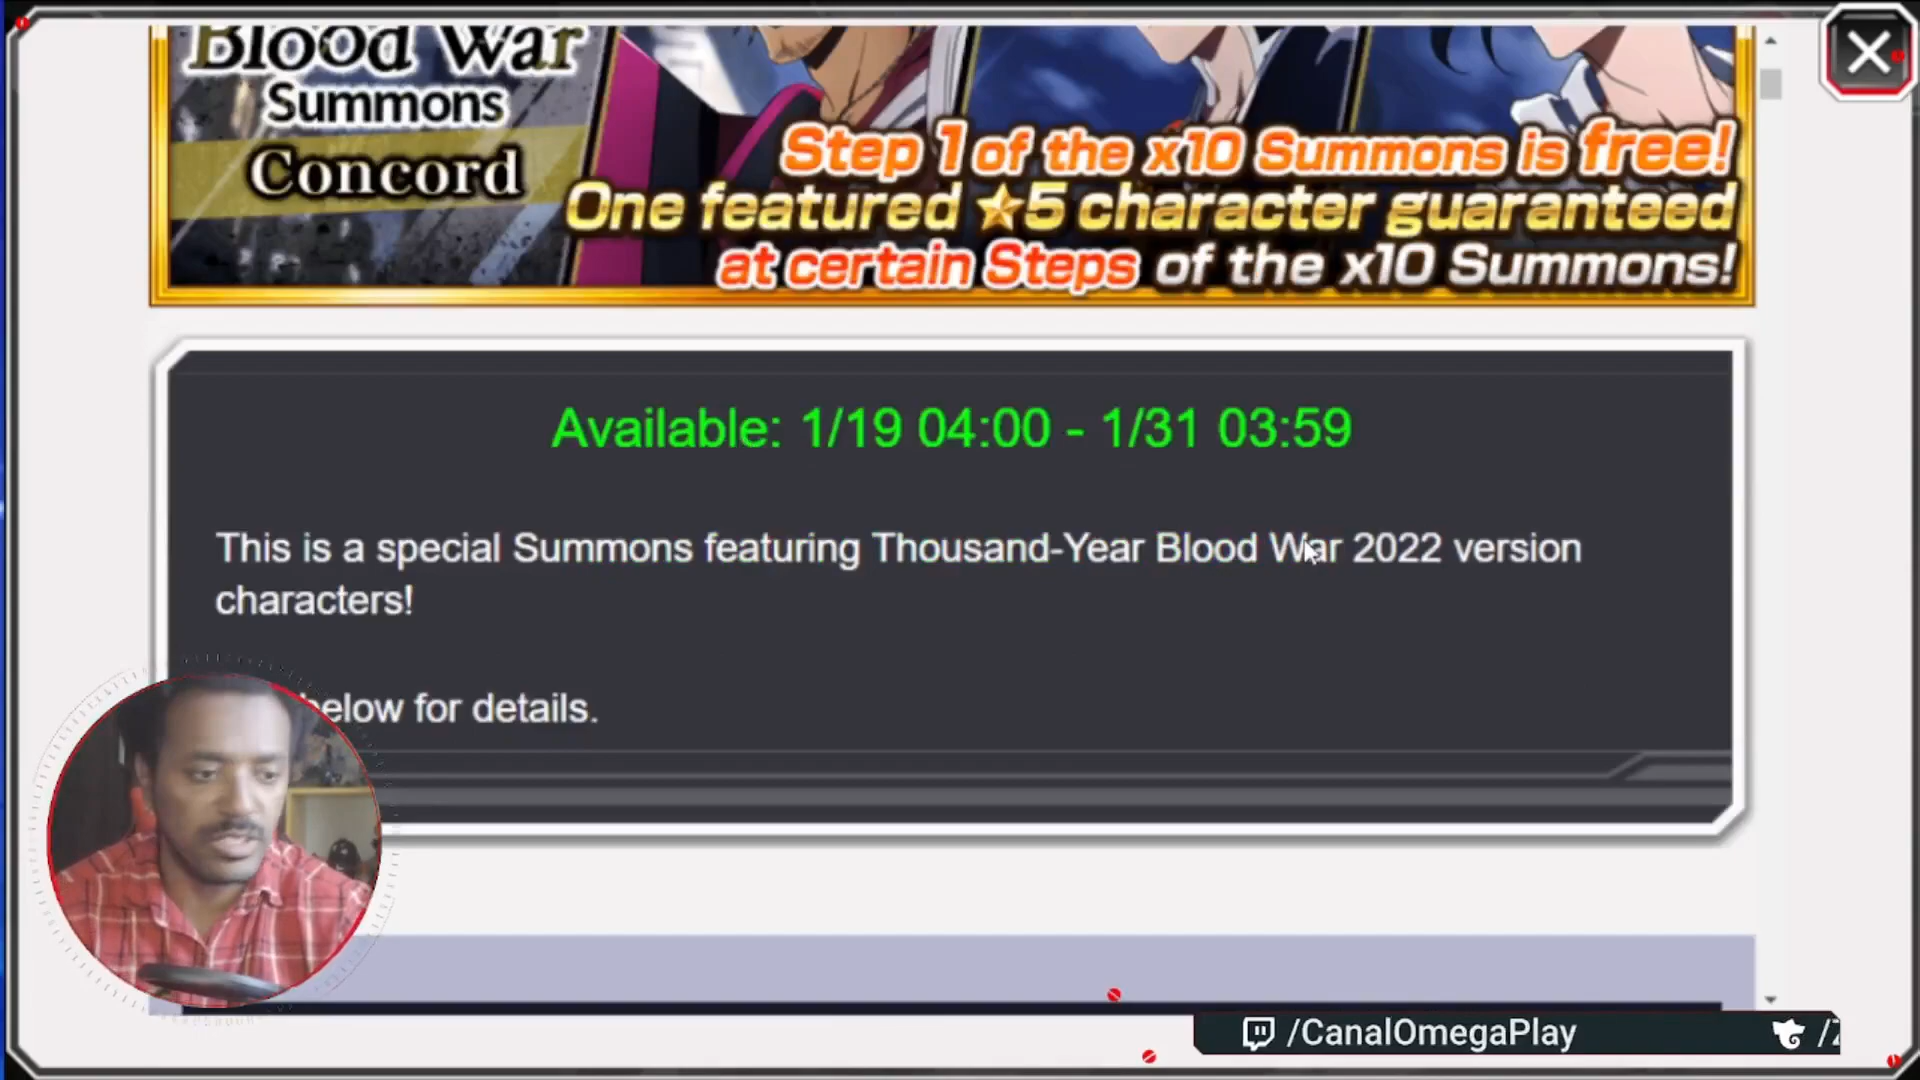 Blood War
Summons
Concord
Step 1 of the x10 Summons is free!
One featured ★5 character guaranteed
at certain Steps of the x10 Summons!
Available: 1/19 04:00 - 1/31 03:59
This is a special Summons featuring Thousand-Year Blood War 2022 version
characters!
below for details.
/CanalOmegaPlay